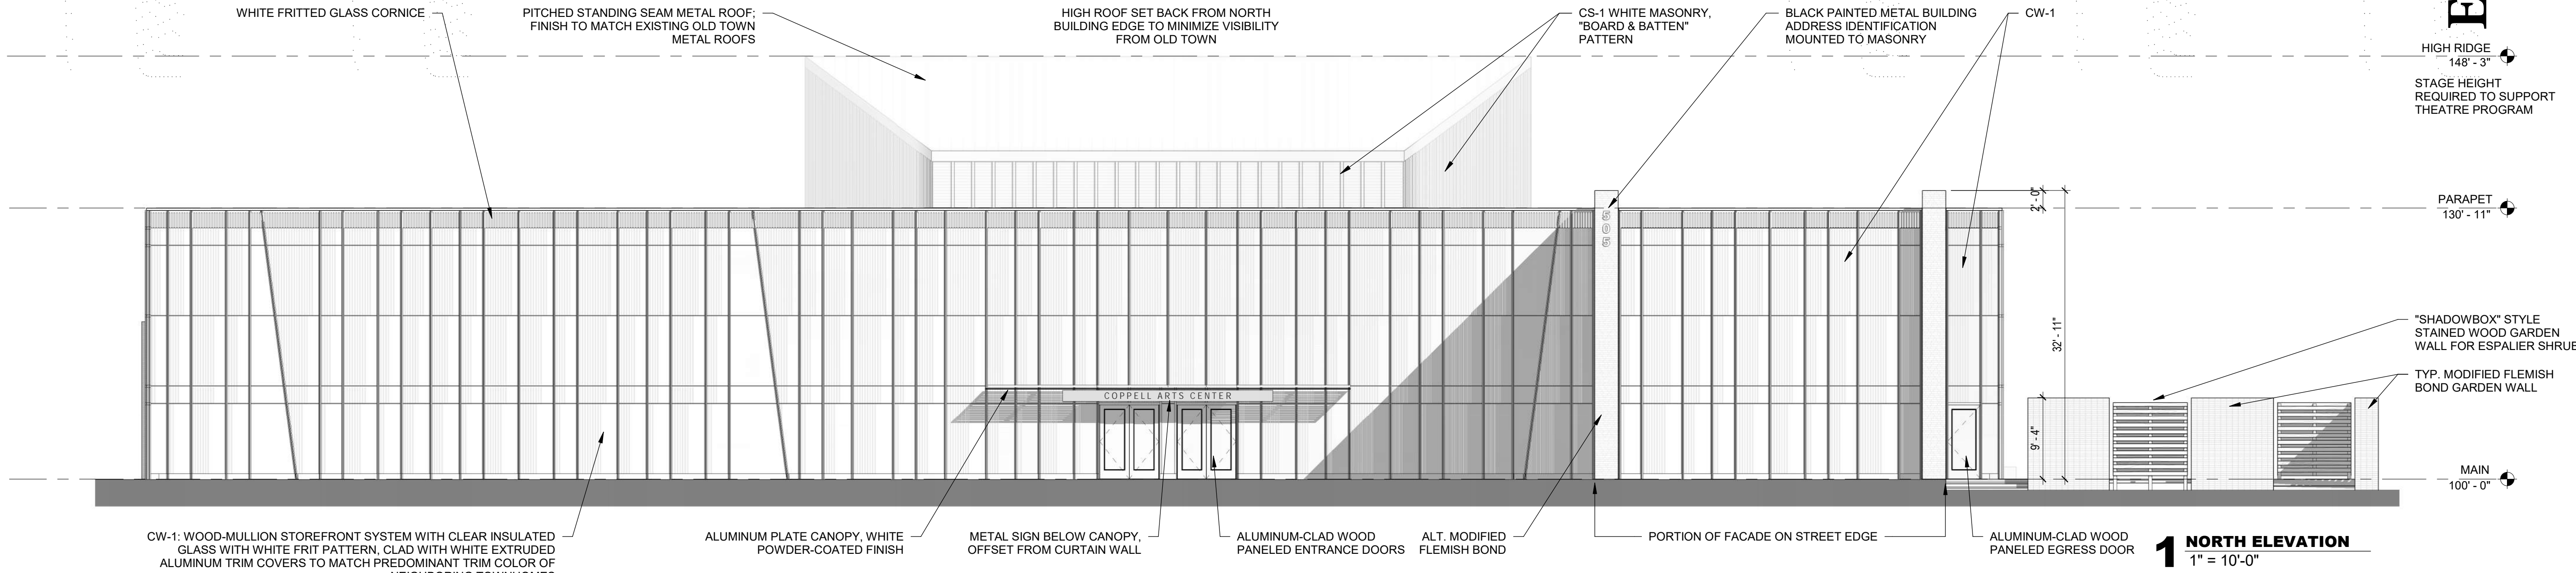 WHITE FRITTED GLASS CORNICE
PITCHED STANDING SEAM METAL ROOF;
FINISH TO MATCH EXISTING OLD TOWN
METAL ROOFS
HIGH ROOF SET BACK FROM NORTH
BUILDING EDGE TO MINIMIZE VISIBILITY
FROM OLD TOWN
CS-1 WHITE MASONRY,
"BOARD & BATTEN"
PATTERN
BLACK PAINTED METAL BUILDING
ADDRESS IDENTIFICATION
MOUNTED TO MASONRY
CW-1
E
HIGH RIDGE
148' - 3"
STAGE HEIGHT
REQUIRED TO SUPPORT
THEATRE PROGRAM
2' - 0"
PARAPET
130' - 11"
505
32' - 11"
"SHADOWBOX" STYLE
STAINED WOOD GARDEN
WALL FOR ESPALIER SHRUB
TYP. MODIFIED FLEMISH
BOND GARDEN WALL
COPPELL ARTS CENTER
9' - 4"
MAIN
100' - 0"
CW-1: WOOD-MULLION STOREFRONT SYSTEM WITH CLEAR INSULATED
GLASS WITH WHITE FRIT PATTERN, CLAD WITH WHITE EXTRUDED
ALUMINUM TRIM COVERS TO MATCH PREDOMINANT TRIM COLOR OF
NEIGHBORING TOWNHOMES
ALUMINUM PLATE CANOPY, WHITE
POWDER-COATED FINISH
METAL SIGN BELOW CANOPY,
OFFSET FROM CURTAIN WALL
ALUMINUM-CLAD WOOD
PANELED ENTRANCE DOORS
ALT. MODIFIED
FLEMISH BOND
PORTION OF FACADE ON STREET EDGE
ALUMINUM-CLAD WOOD
PANELED EGRESS DOOR
1 NORTH ELEVATION
1" = 10'-0"